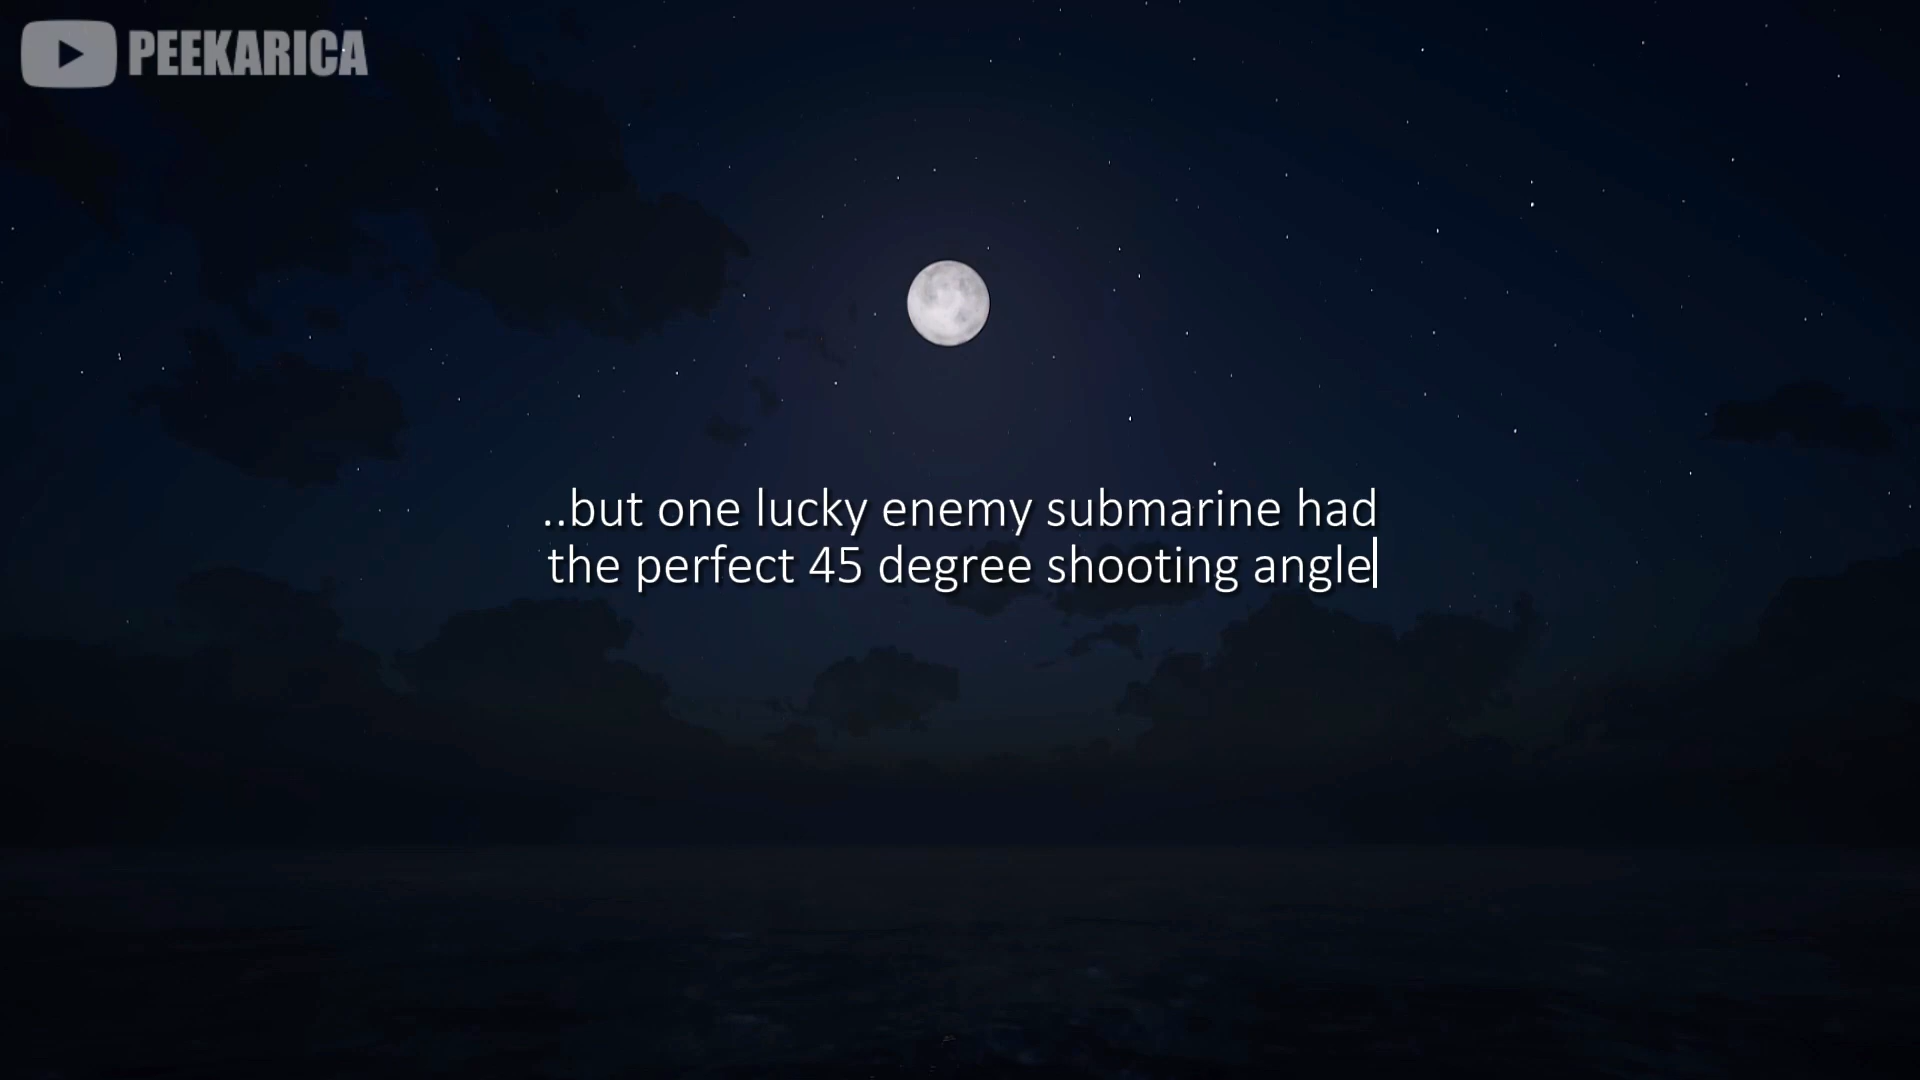 PEEKARICA
..but one lucky enemy submarine had
the perfect 45 degree shooting angle